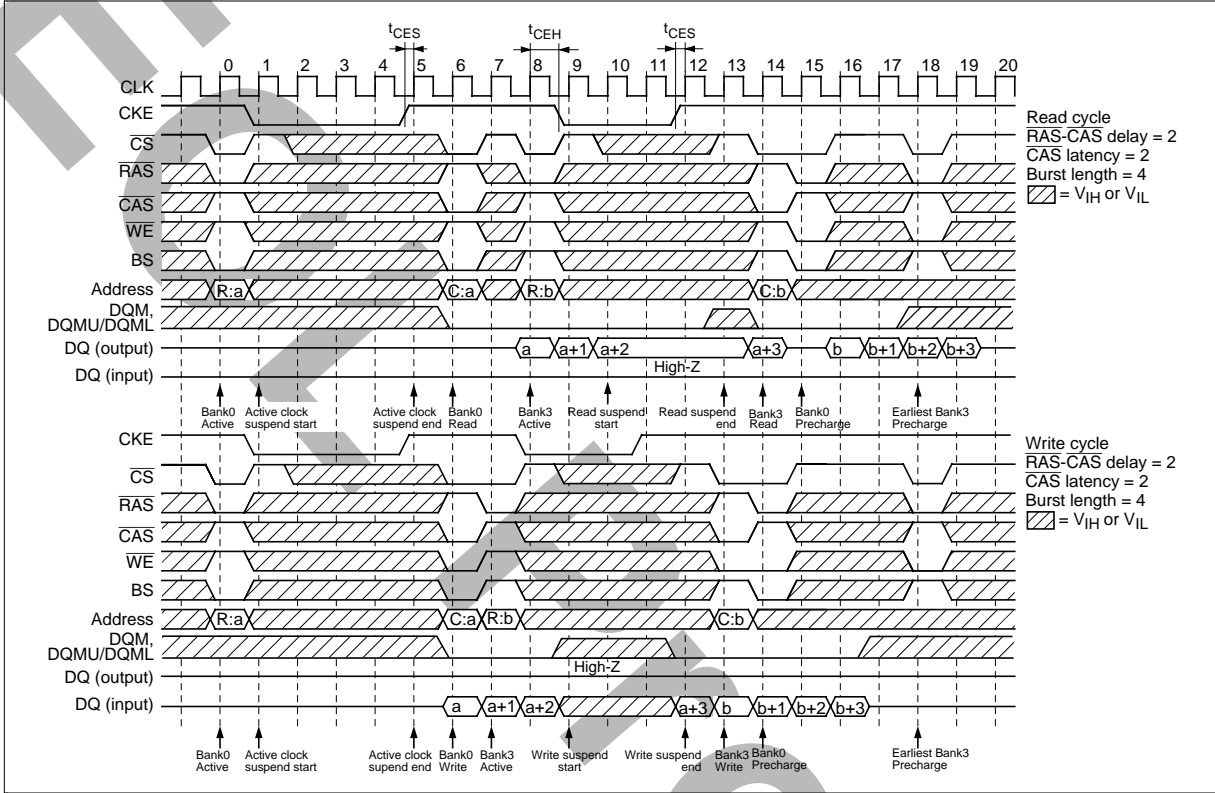 tCES tCEH tCES
0 1 2 3 4 5 6 7 8 9 10 11 12 13 14 15 16 17 18 19 20
CLK
CKE
CS
RAS
CAS
WE
BS
Address R:a C:a R:b C:b
DQM,
DQMU/DQML
DQ (output) a a+1 a+2 a+3 b b+1 b+2 b+3
High-Z
DQ (input)
Bank0 Active
Active clock suspend start
Active clock suspend end
Bank0 Read
Bank3 Active
Read suspend start
Read suspend end
Bank3 Read
Bank0 Precharge
Earliest Bank3 Precharge
Read cycle
RAS-CAS delay = 2
CAS latency = 2
Burst length = 4
= VIH or VIL
CKE
CS
RAS
CAS
WE
BS
Address R:a C:a R:b C:b
DQM,
DQMU/DQML
High-Z
DQ (output)
DQ (input) a a+1 a+2 a+3 b b+1 b+2 b+3
Bank0 Active
Active clock suspend start
Active clock supend end
Bank0 Write
Bank3 Active
Write suspend start
Write suspend end
Bank3 Write
Bank0 Precharge
Earliest Bank3 Precharge
Write cycle
RAS-CAS delay = 2
CAS latency = 2
Burst length = 4
= VIH or VIL